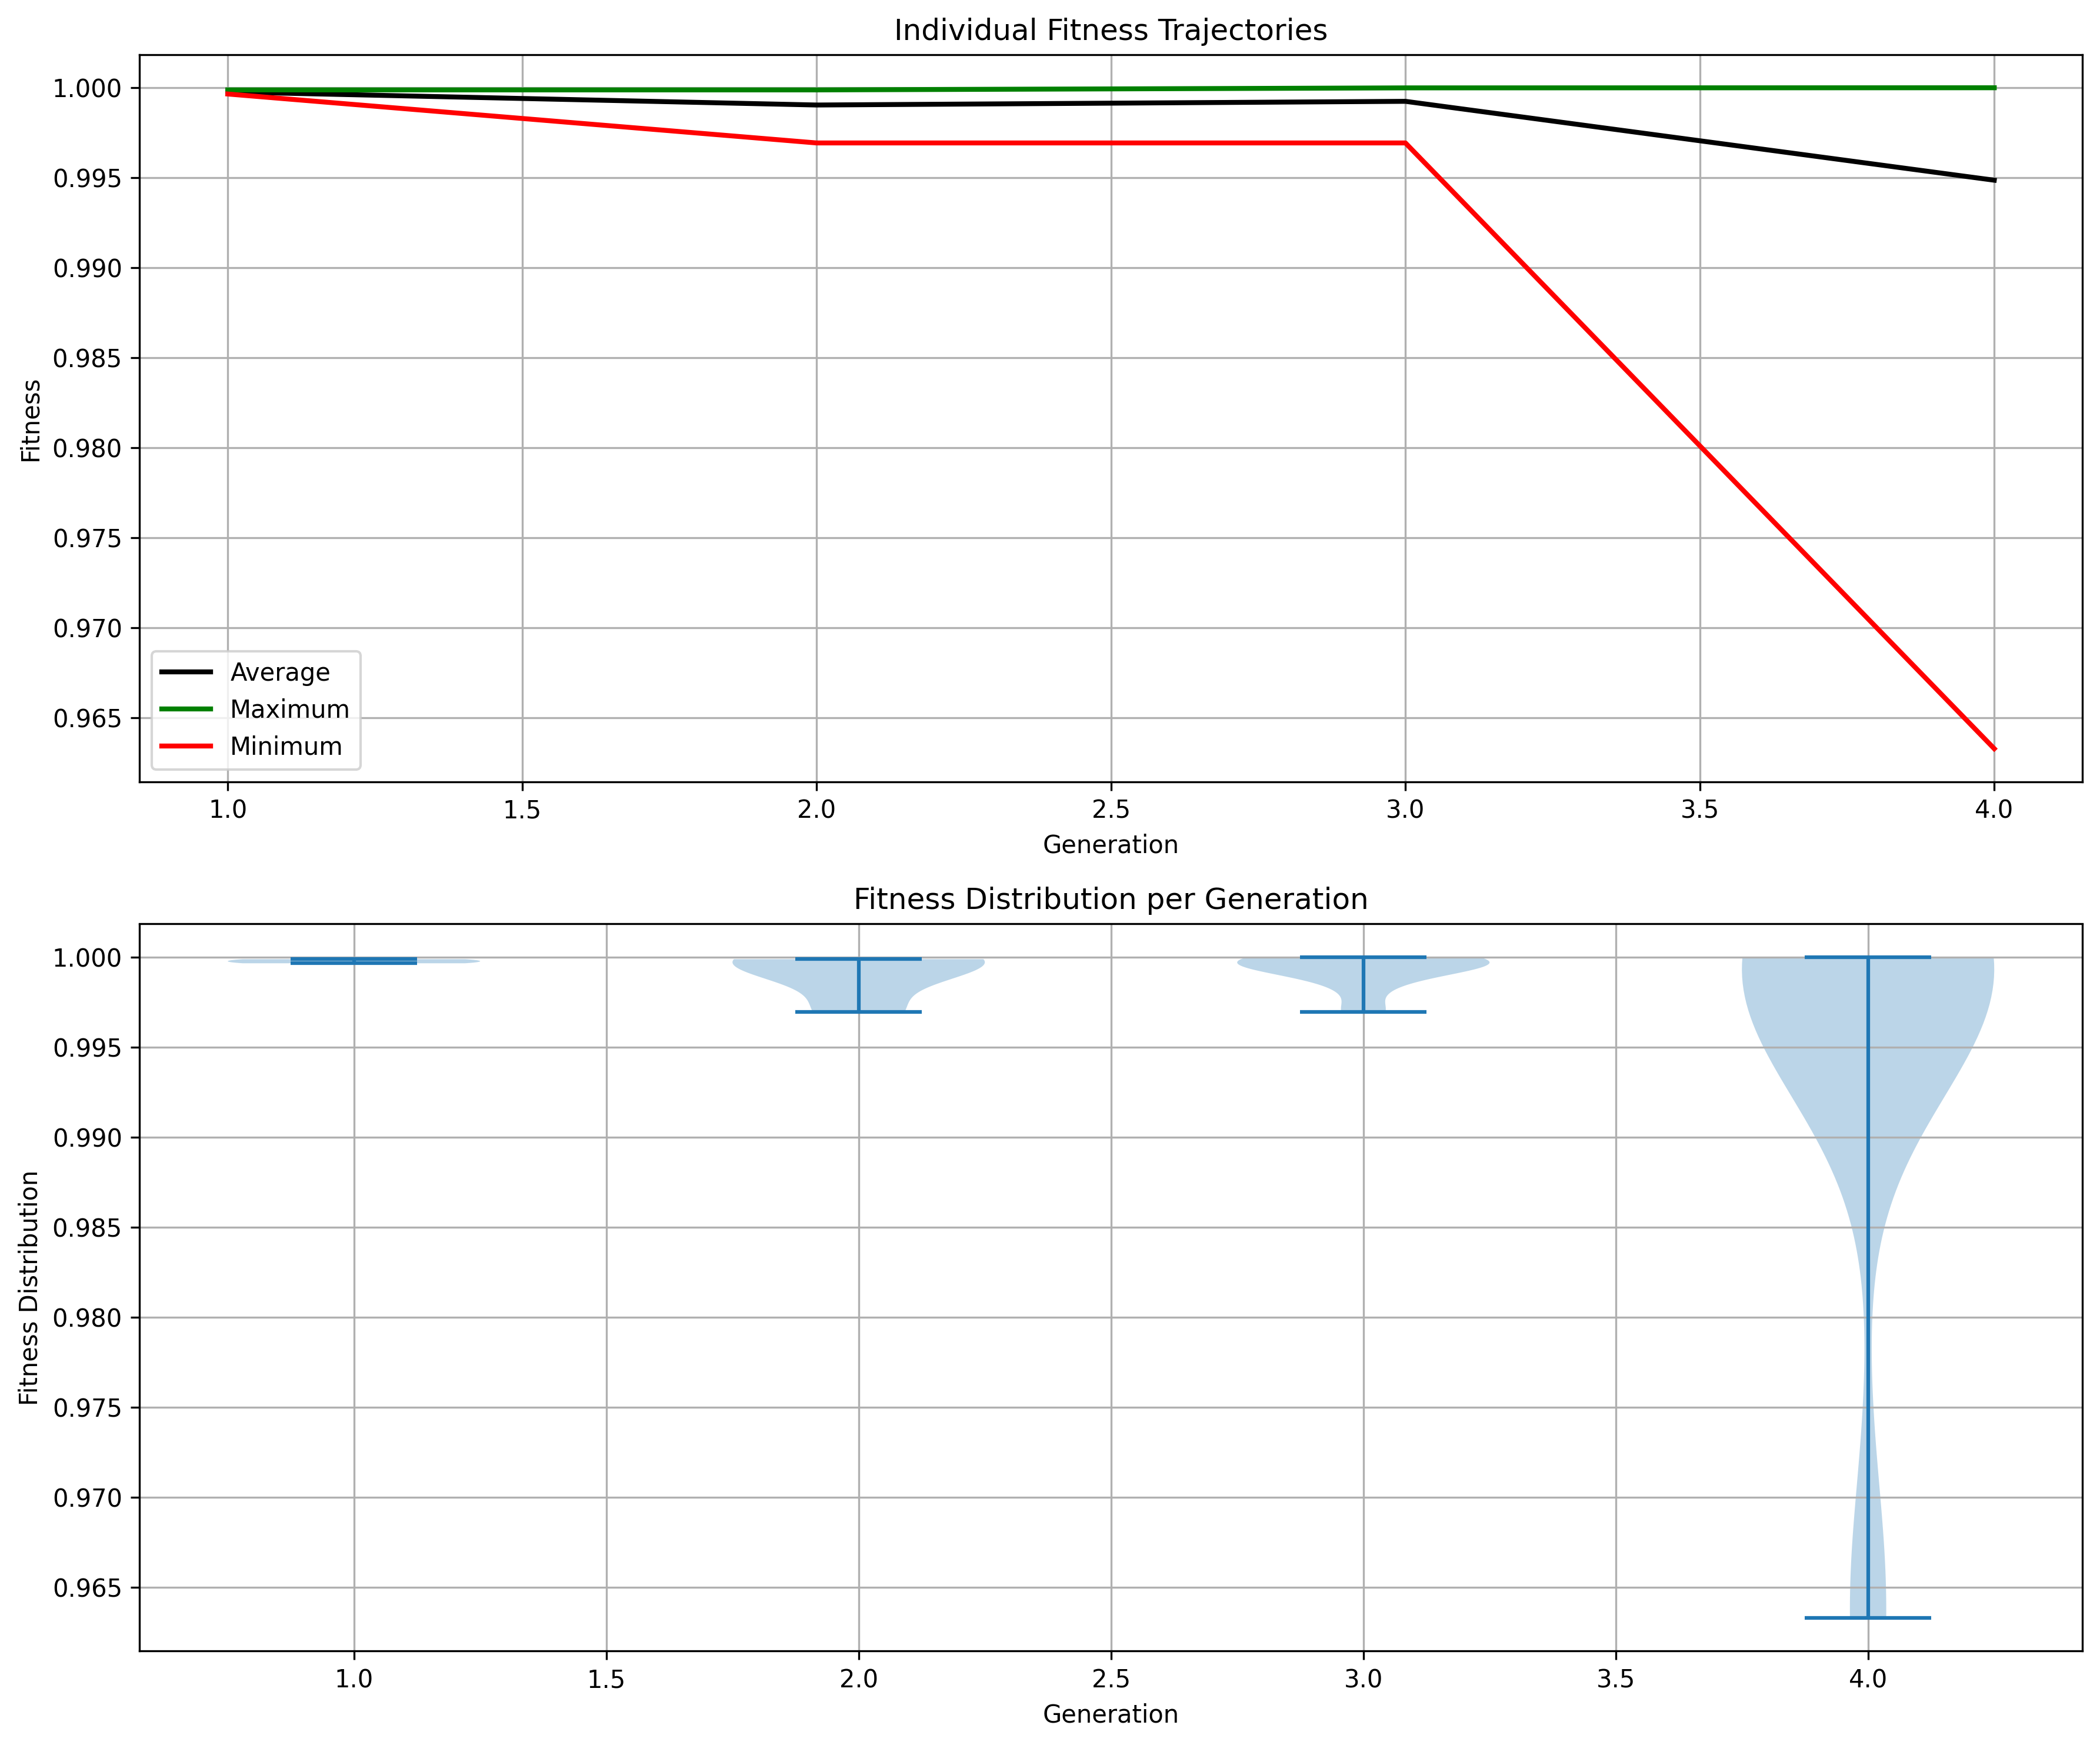 Individual Fitness Trajectories
1.000
0.995
0.990
0.985
0.980
0.975
0.970
0.965
Fitness
Average
Maximum
Minimum
1.0 1.5 2.0 2.5 3.0 3.5 4.0
Generation
Fitness Distribution per Generation
1.000
0.995
0.990
0.985
0.980
0.975
0.970
0.965
Fitness Distribution
1.0 1.5 2.0 2.5 3.0 3.5 4.0
Generation